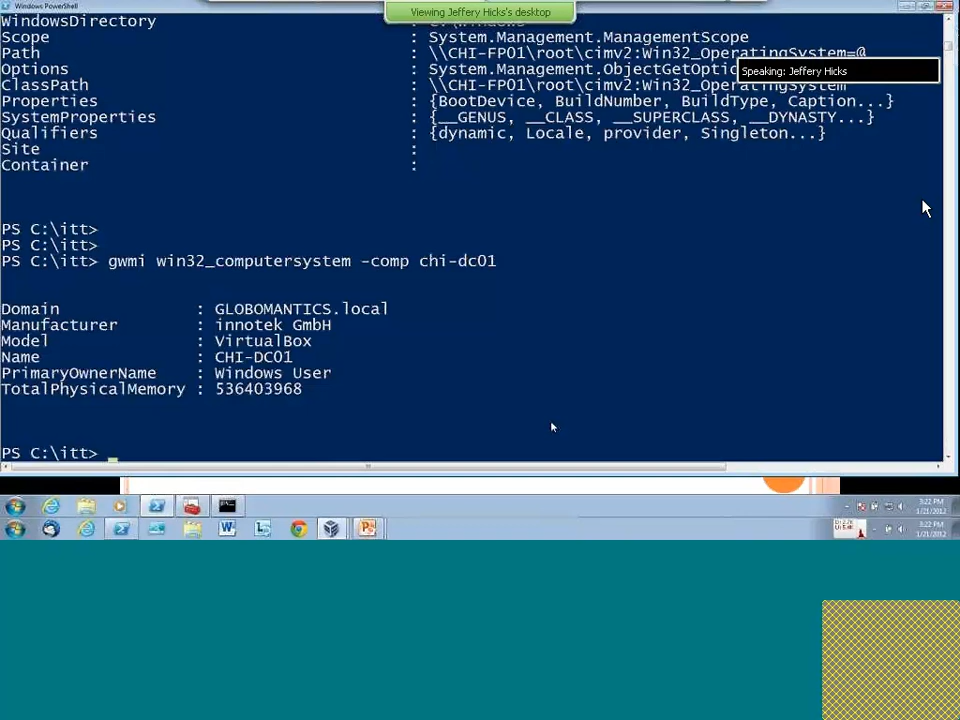 Windows PowerShell
Viewing Jeffery Hicks's desktop
WindowsDirectory : C:\Windows
Scope : System.Management.ManagementScope
Path : \\CHI-FP01\root\cimv2:Win32_OperatingSystem=@
Options : System.Management.ObjectGetOptio
Speaking: Jeffery Hicks
ClassPath : \\CHI-FP01\root\cimv2:Win32_OperatingSystem
Properties : {BootDevice, BuildNumber, BuildType, Caption...}
SystemProperties : {__GENUS, __CLASS, __SUPERCLASS, __DYNASTY...}
Qualifiers : {dynamic, Locale, provider, Singleton...}
Site :
Container :
PS C:\itt>
PS C:\itt>
PS C:\itt> gwmi win32_computersystem -comp chi-dc01
Domain : GLOBOMANTICS.local
Manufacturer : innotek GmbH
Model : VirtualBox
Name : CHI-DC01
PrimaryOwnerName : Windows User
TotalPhysicalMemory : 536403968
PS C:\itt>
3:22 PM
1/21/2012
3:22 PM
1/21/2012